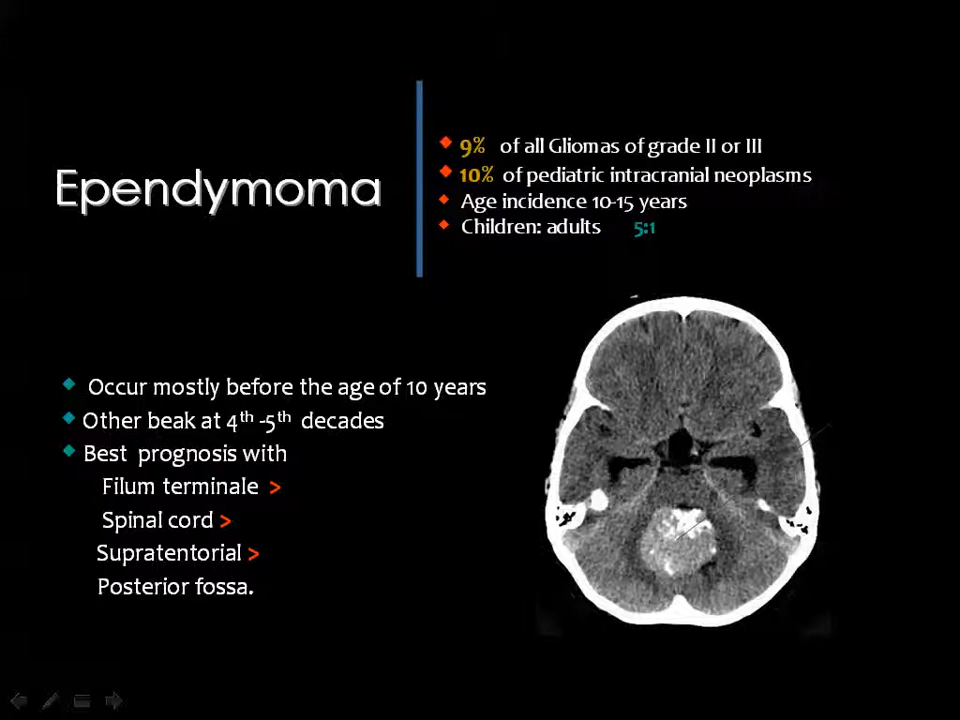 Ependymoma
9% of all Gliomas of grade II or III
10% of pediatric intracranial neoplasms
Age incidence 10-15 years
Children: adults 5:1
Occur mostly before the age of 10 years
Other beak at 4th -5th decades
Best prognosis with
Filum terminale >
Spinal cord >
Supratentorial >
Posterior fossa.